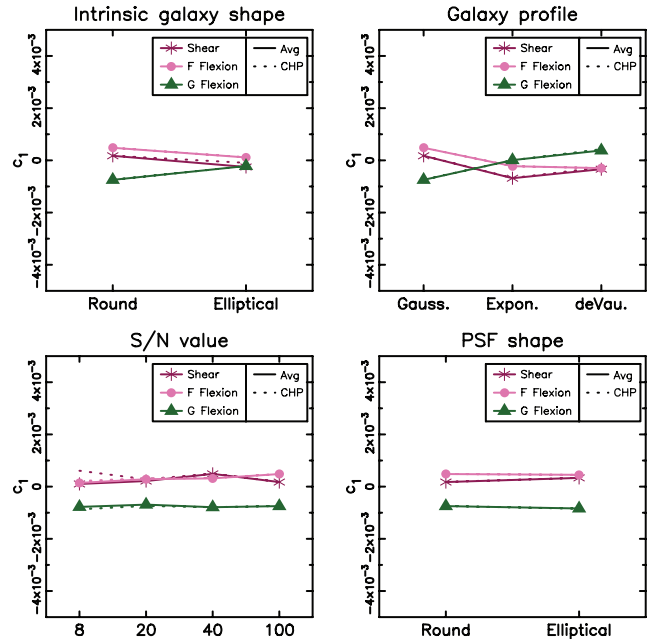 Intrinsic galaxy shape
Shear
Avg
F Flexion
CHP
G Flexion
c₁
4×10⁻³
2×10⁻³
0
−2×10⁻³
−4×10⁻³
Round Elliptical
Galaxy profile
Shear
Avg
F Flexion
CHP
G Flexion
c₁
4×10⁻³
2×10⁻³
0
−2×10⁻³
−4×10⁻³
Gauss. Expon. deVau.
S/N value
Shear
Avg
F Flexion
CHP
G Flexion
c₁
4×10⁻³
2×10⁻³
0
−2×10⁻³
−4×10⁻³
8 20 40 100
PSF shape
Shear
Avg
F Flexion
CHP
G Flexion
c₁
4×10⁻³
2×10⁻³
0
−2×10⁻³
−4×10⁻³
Round Elliptical